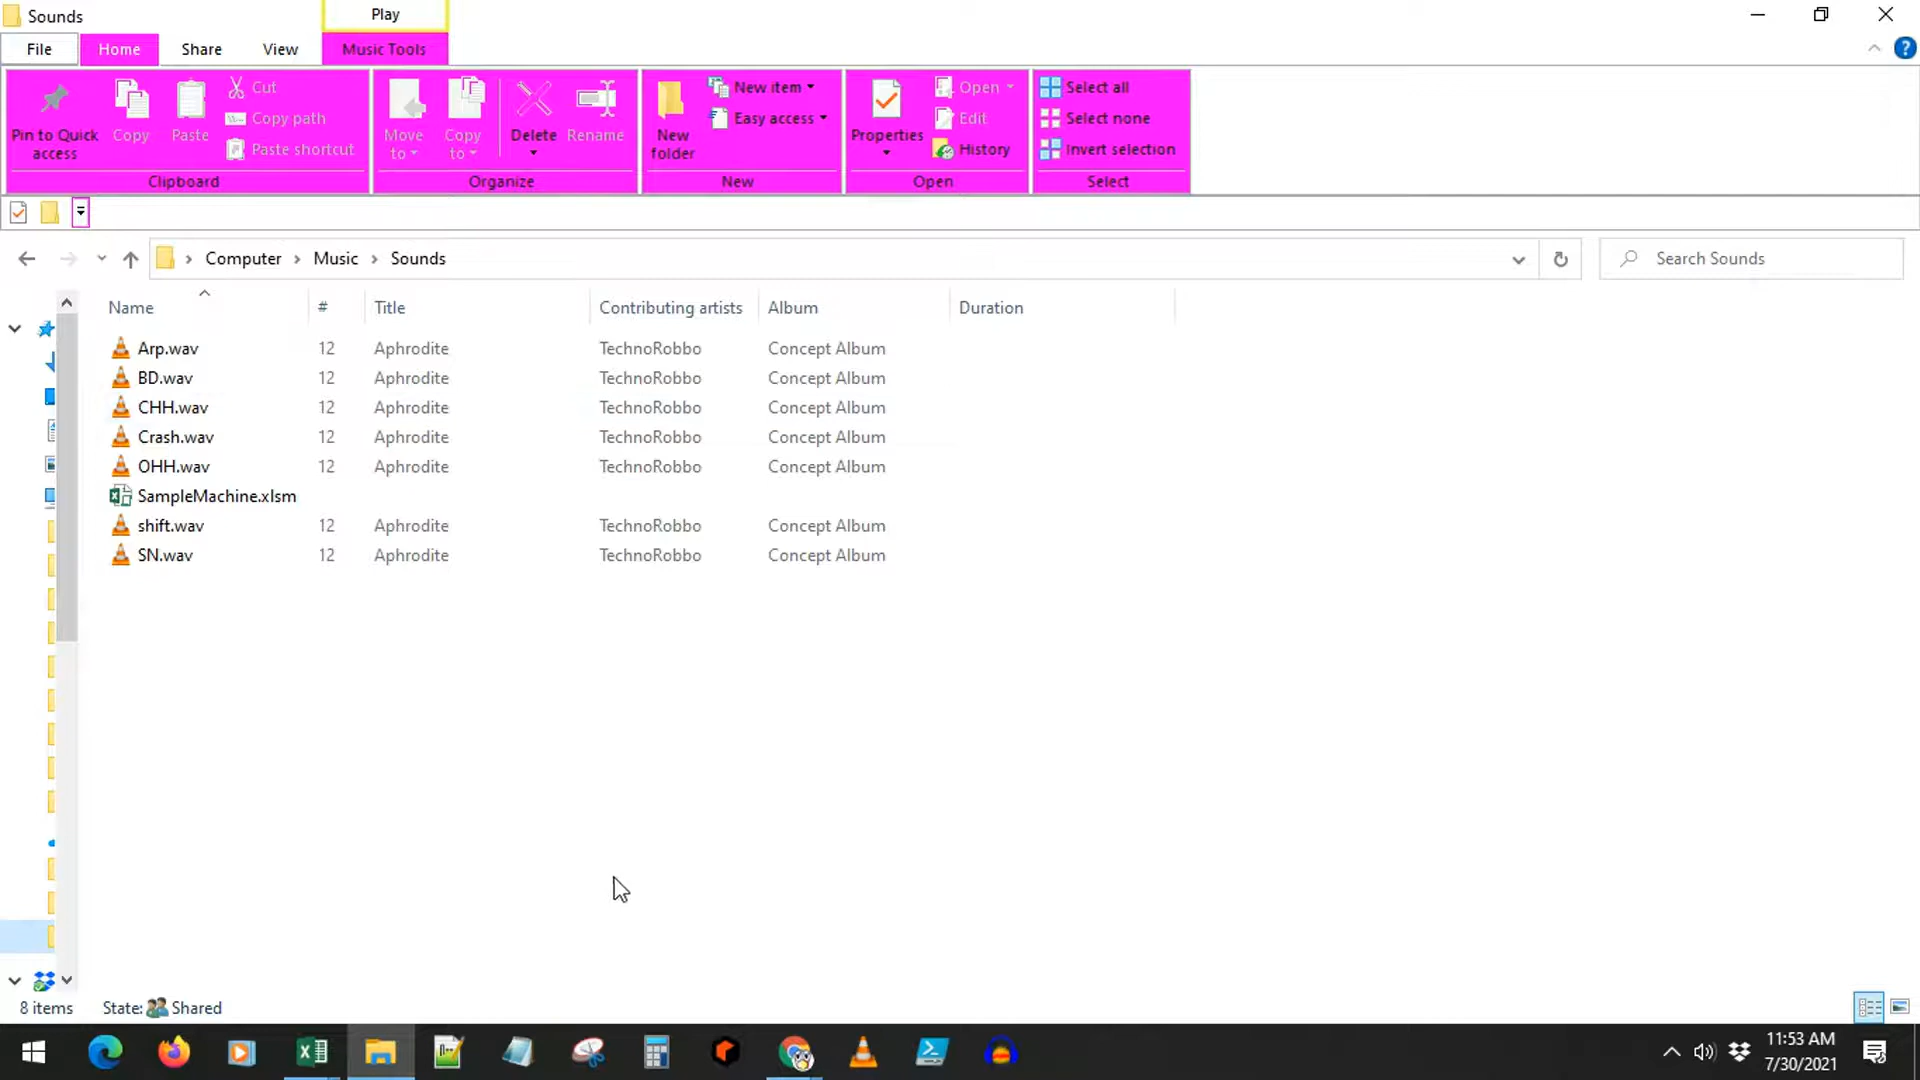 Sounds
Play
File Home Share View Music Tools
Pin to Quick access
Copy
Paste
Cut
Copy path
Paste shortcut
Clipboard
Move to
Copy to
Delete
Rename
Organize
New folder
New item
Easy access
New
Properties
Open
Edit
History
Open
Select all
Select none
Invert selection
Select
Computer Music Sounds
Search Sounds
Name # Title Contributing artists Album Duration
Arp.wav 12 Aphrodite TechnoRobbo Concept Album
BD.wav 12 Aphrodite TechnoRobbo Concept Album
CHH.wav 12 Aphrodite TechnoRobbo Concept Album
Crash.wav 12 Aphrodite TechnoRobbo Concept Album
OHH.wav 12 Aphrodite TechnoRobbo Concept Album
SampleMachine.xlsm
shift.wav 12 Aphrodite TechnoRobbo Concept Album
SN.wav 12 Aphrodite TechnoRobbo Concept Album
8 items State: Shared
11:53 AM
7/30/2021